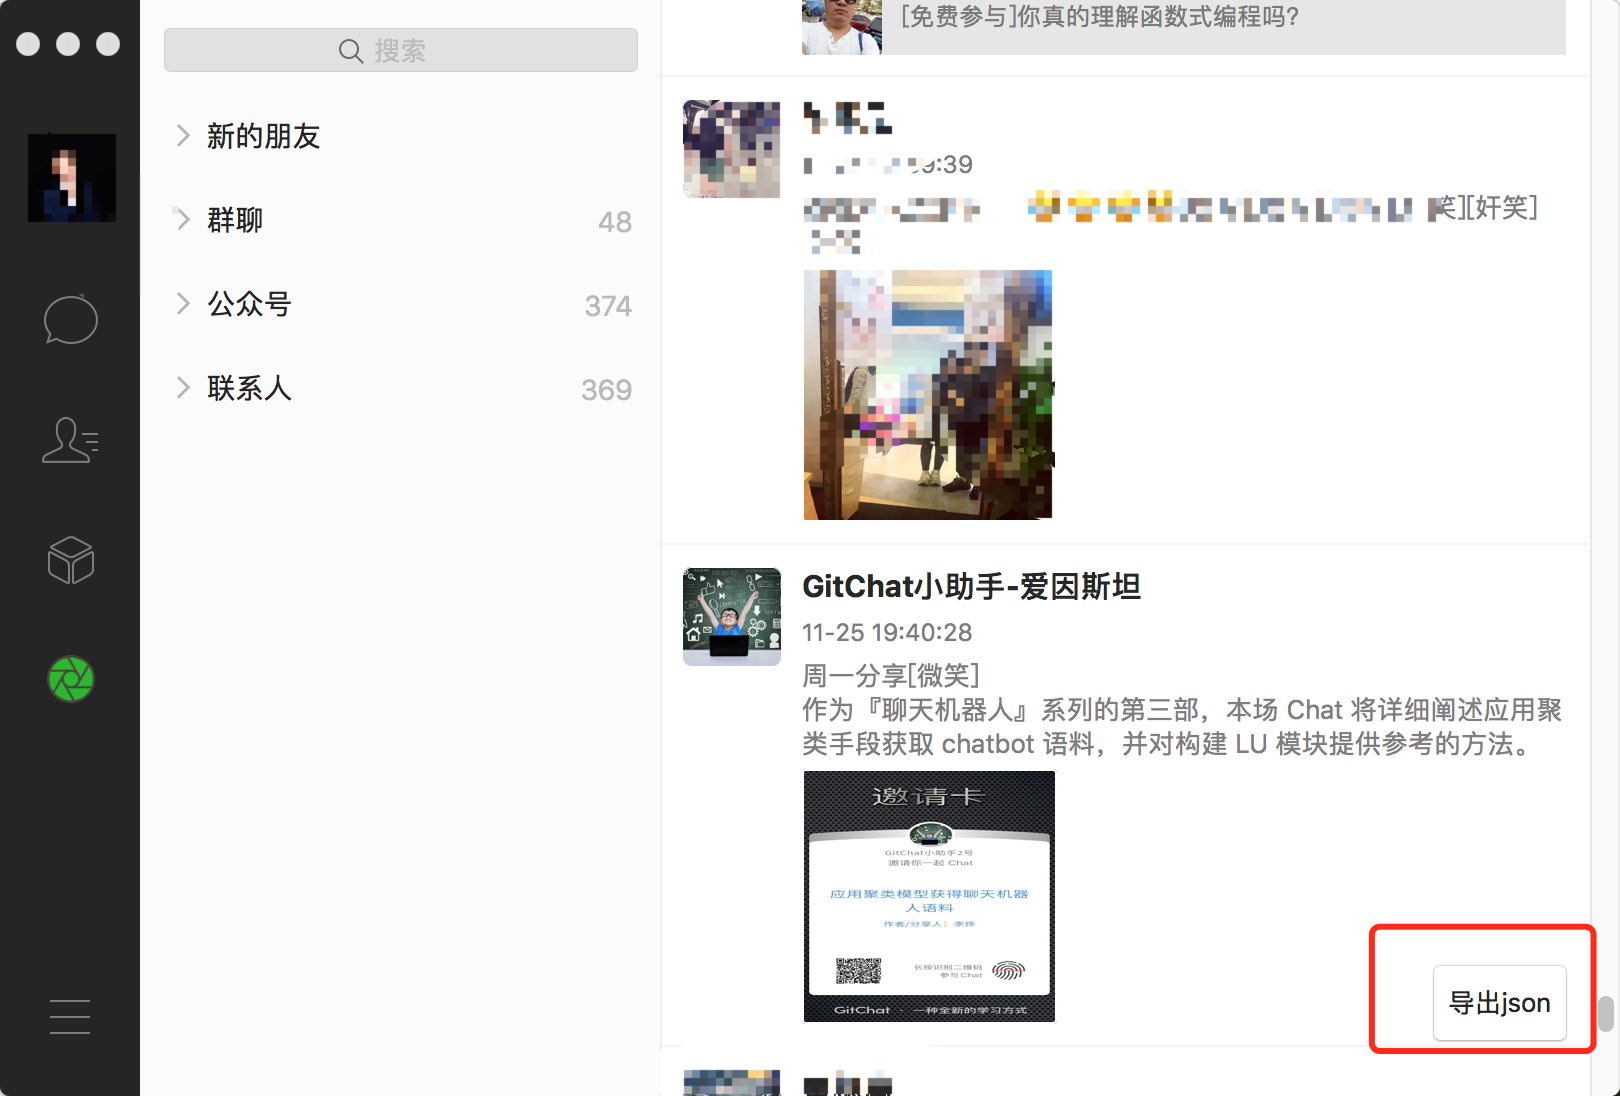 搜索
新的朋友
群聊
48
公众号
374
联系人
369
[免费参与]你真的理解函数式编程吗?
9:39
笑][奸笑]
GitChat小助手-爱因斯坦
11-25 19:40:28
周一分享[微笑]
作为『聊天机器人』系列的第三部，本场 Chat 将详细阐述应用聚
类手段获取 chatbot 语料，并对构建 LU 模块提供参考的方法。
邀请卡
GitChat小助手2号
邀请你一起 Chat
应用聚类模型获得聊天机器
人语料
作者/分享人：李烨
长按识别二维码
参与Chat
GitChat · 一种全新的学习方式
导出json